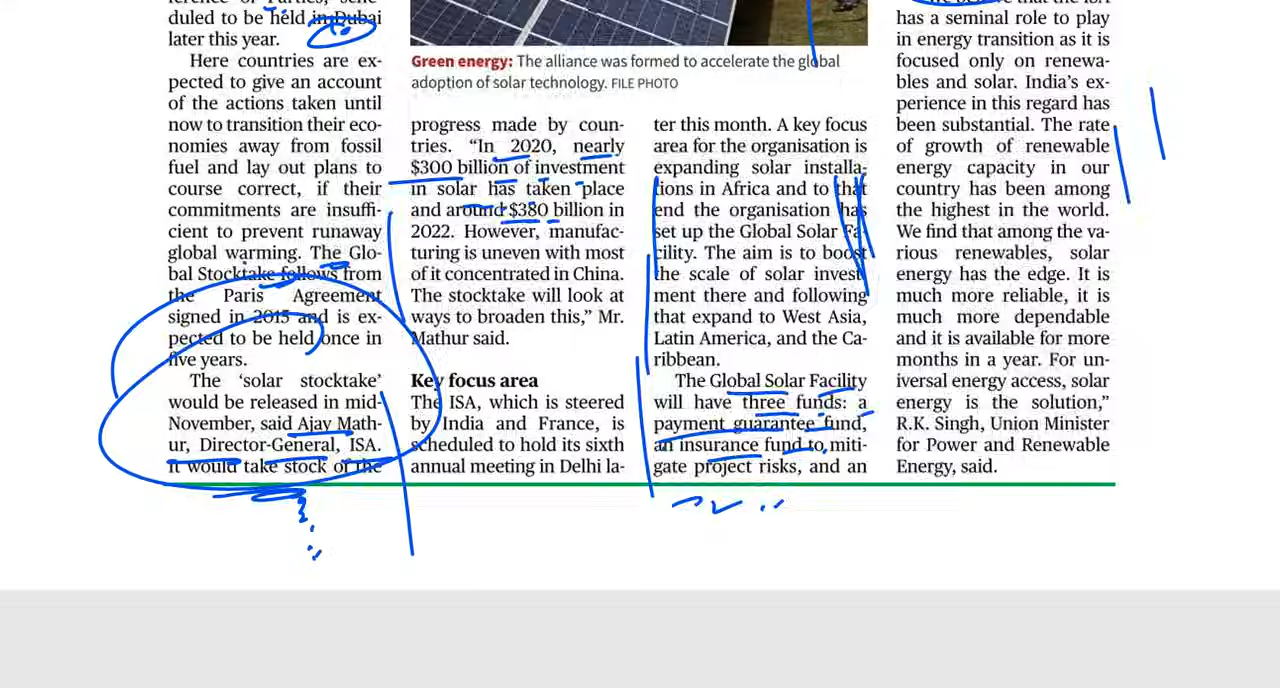 duled to be held in Dubai
later this year.
Here countries are ex-
pected to give an account
of the actions taken until
now to transition their eco-
nomies away from fossil
fuel and lay out plans to
course correct, if their
commitments are insuffi-
cient to prevent runaway
global warming. The Glo-
bal Stocktake follows from
the Paris Agreement
signed in 2015 and is ex-
pected to be held once in
five years.
The ‘solar stocktake’
would be released in mid-
November, said Ajay Math-
ur, Director-General, ISA.
It would take stock of the
Green energy: The alliance was formed to accelerate the global
adoption of solar technology. FILE PHOTO
progress made by coun-
tries. “In 2020, nearly
$300 billion of investment
in solar has taken place
and around $380 billion in
2022. However, manufac-
turing is uneven with most
of it concentrated in China.
The stocktake will look at
ways to broaden this,” Mr.
Mathur said.
Key focus area
The ISA, which is steered
by India and France, is
scheduled to hold its sixth
annual meeting in Delhi la-
ter this month. A key focus
area for the organisation is
expanding solar installa-
tions in Africa and to that
end the organisation has
set up the Global Solar Fa-
cility. The aim is to boost
the scale of solar invest-
ment there and following
that expand to West Asia,
Latin America, and the Ca-
ribbean.
The Global Solar Facility
will have three funds: a
payment guarantee fund,
an insurance fund to miti-
gate project risks, and an
has a seminal role to play
in energy transition as it is
focused only on renewa-
bles and solar. India’s ex-
perience in this regard has
been substantial. The rate
of growth of renewable
energy capacity in our
country has been among
the highest in the world.
We find that among the va-
rious renewables, solar
energy has the edge. It is
much more reliable, it is
much more dependable
and it is available for more
months in a year. For un-
iversal energy access, solar
energy is the solution,”
R.K. Singh, Union Minister
for Power and Renewable
Energy, said.